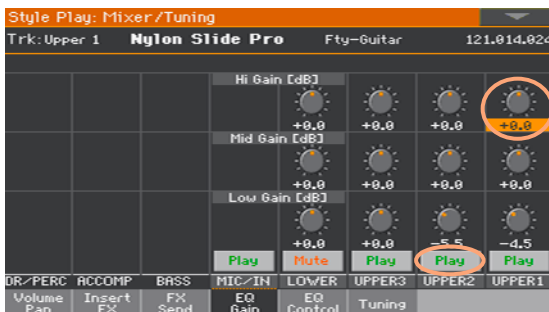 Style Play: Mixer/Tuning
Trk: Upper 1 Nylon Slide Pro Fty-Guitar 121.014.024
Hi Gain [dB]
+0.0 +0.0 +0.0 +0.0
Mid Gain [dB]
+0.0 +0.0 +0.0 +0.0
Low Gain [dB]
+0.0 +0.0 -5.5 -4.5
Play Mute Play Play Play
DR/PERC ACCOMP BASS MIC/IN LOWER UPPER3 UPPER2 UPPER1
Volume Insert FX EQ EQ Tuning
Pan FX Send Gain Control